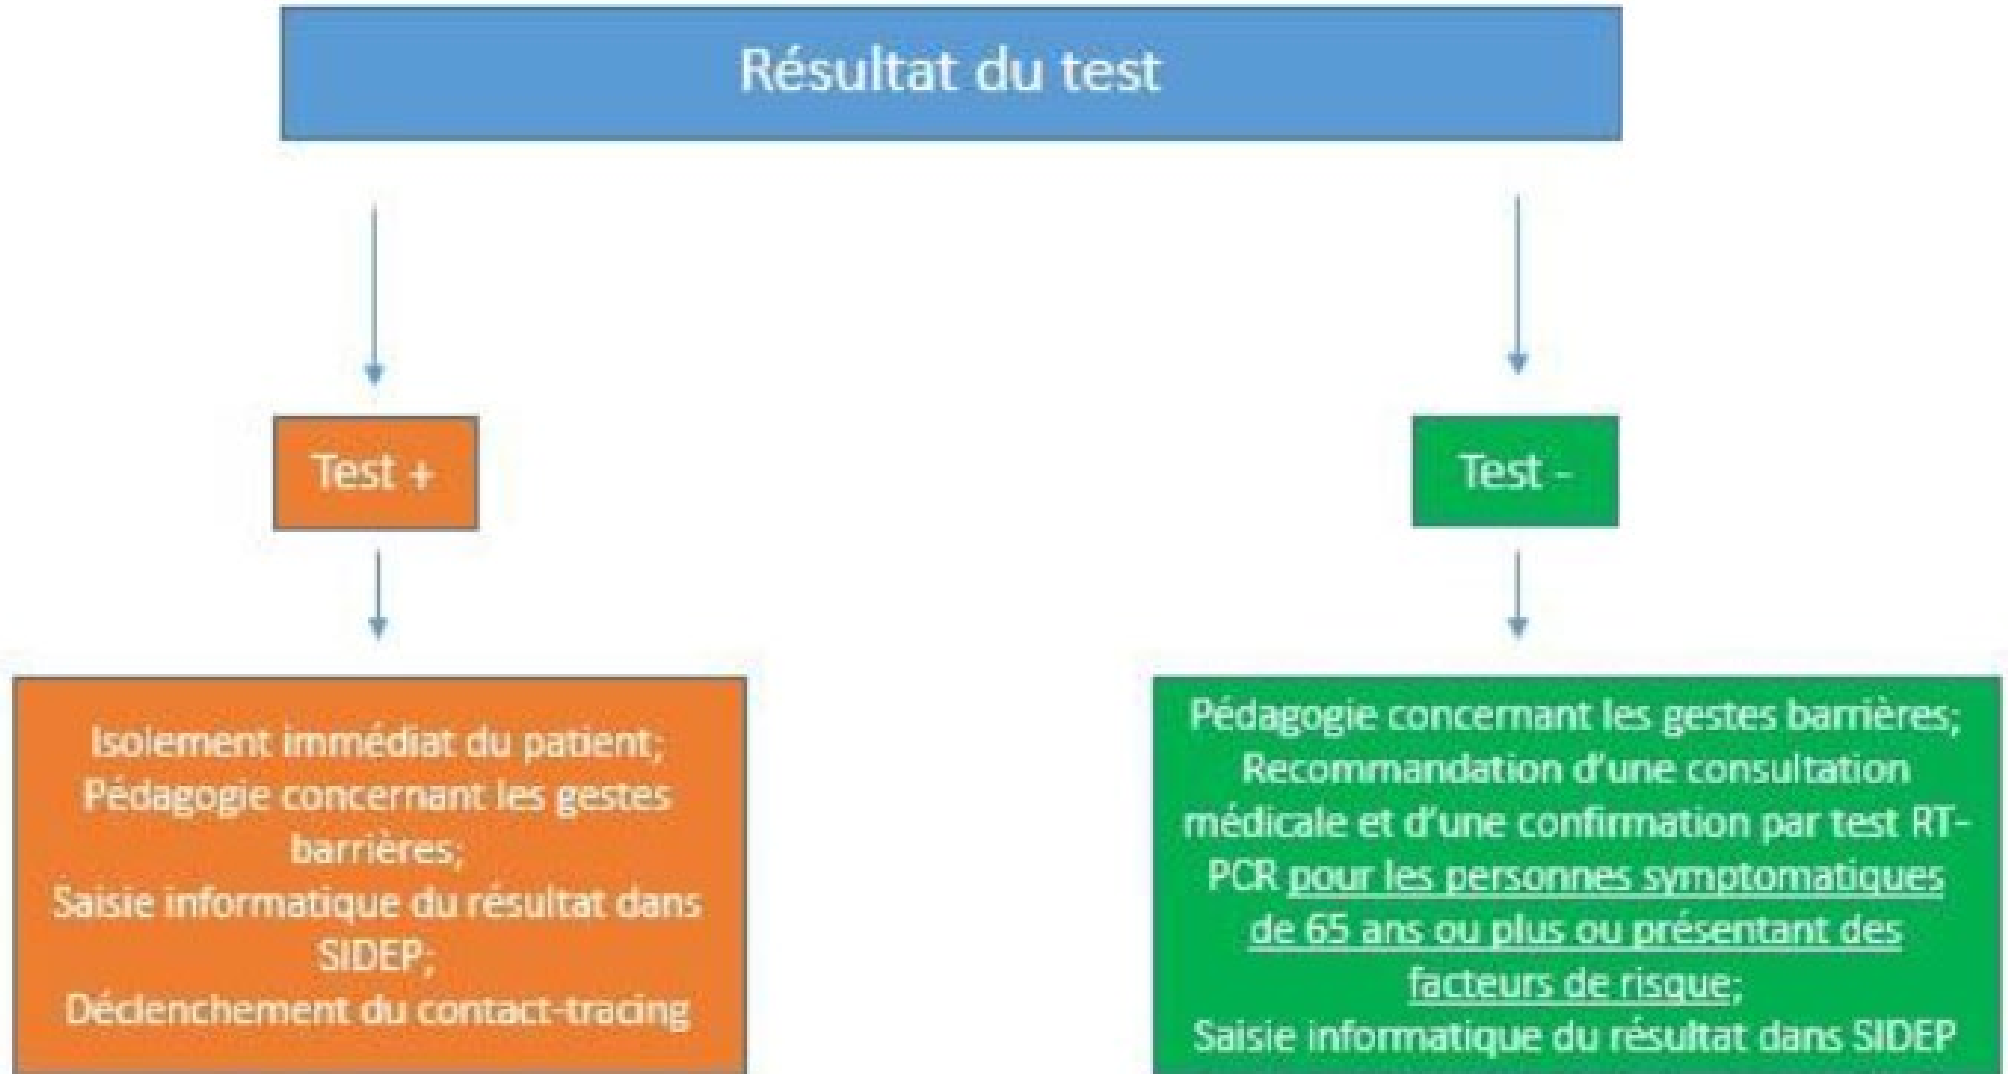 Résultat du test
Test +
Test -
Isolement immédiat du patient;
Pédagogie concernant les gestes
barrières;
Saisie informatique du résultat dans
SIDEP;
Déclenchement du contact-tracing
Pédagogie concernant les gestes barrières;
Recommandation d'une consultation
médicale et d'une confirmation par test RT-
PCR pour les personnes symptomatiques
de 65 ans ou plus ou présentant des
facteurs de risque;
Saisie informatique du résultat dans SIDEP